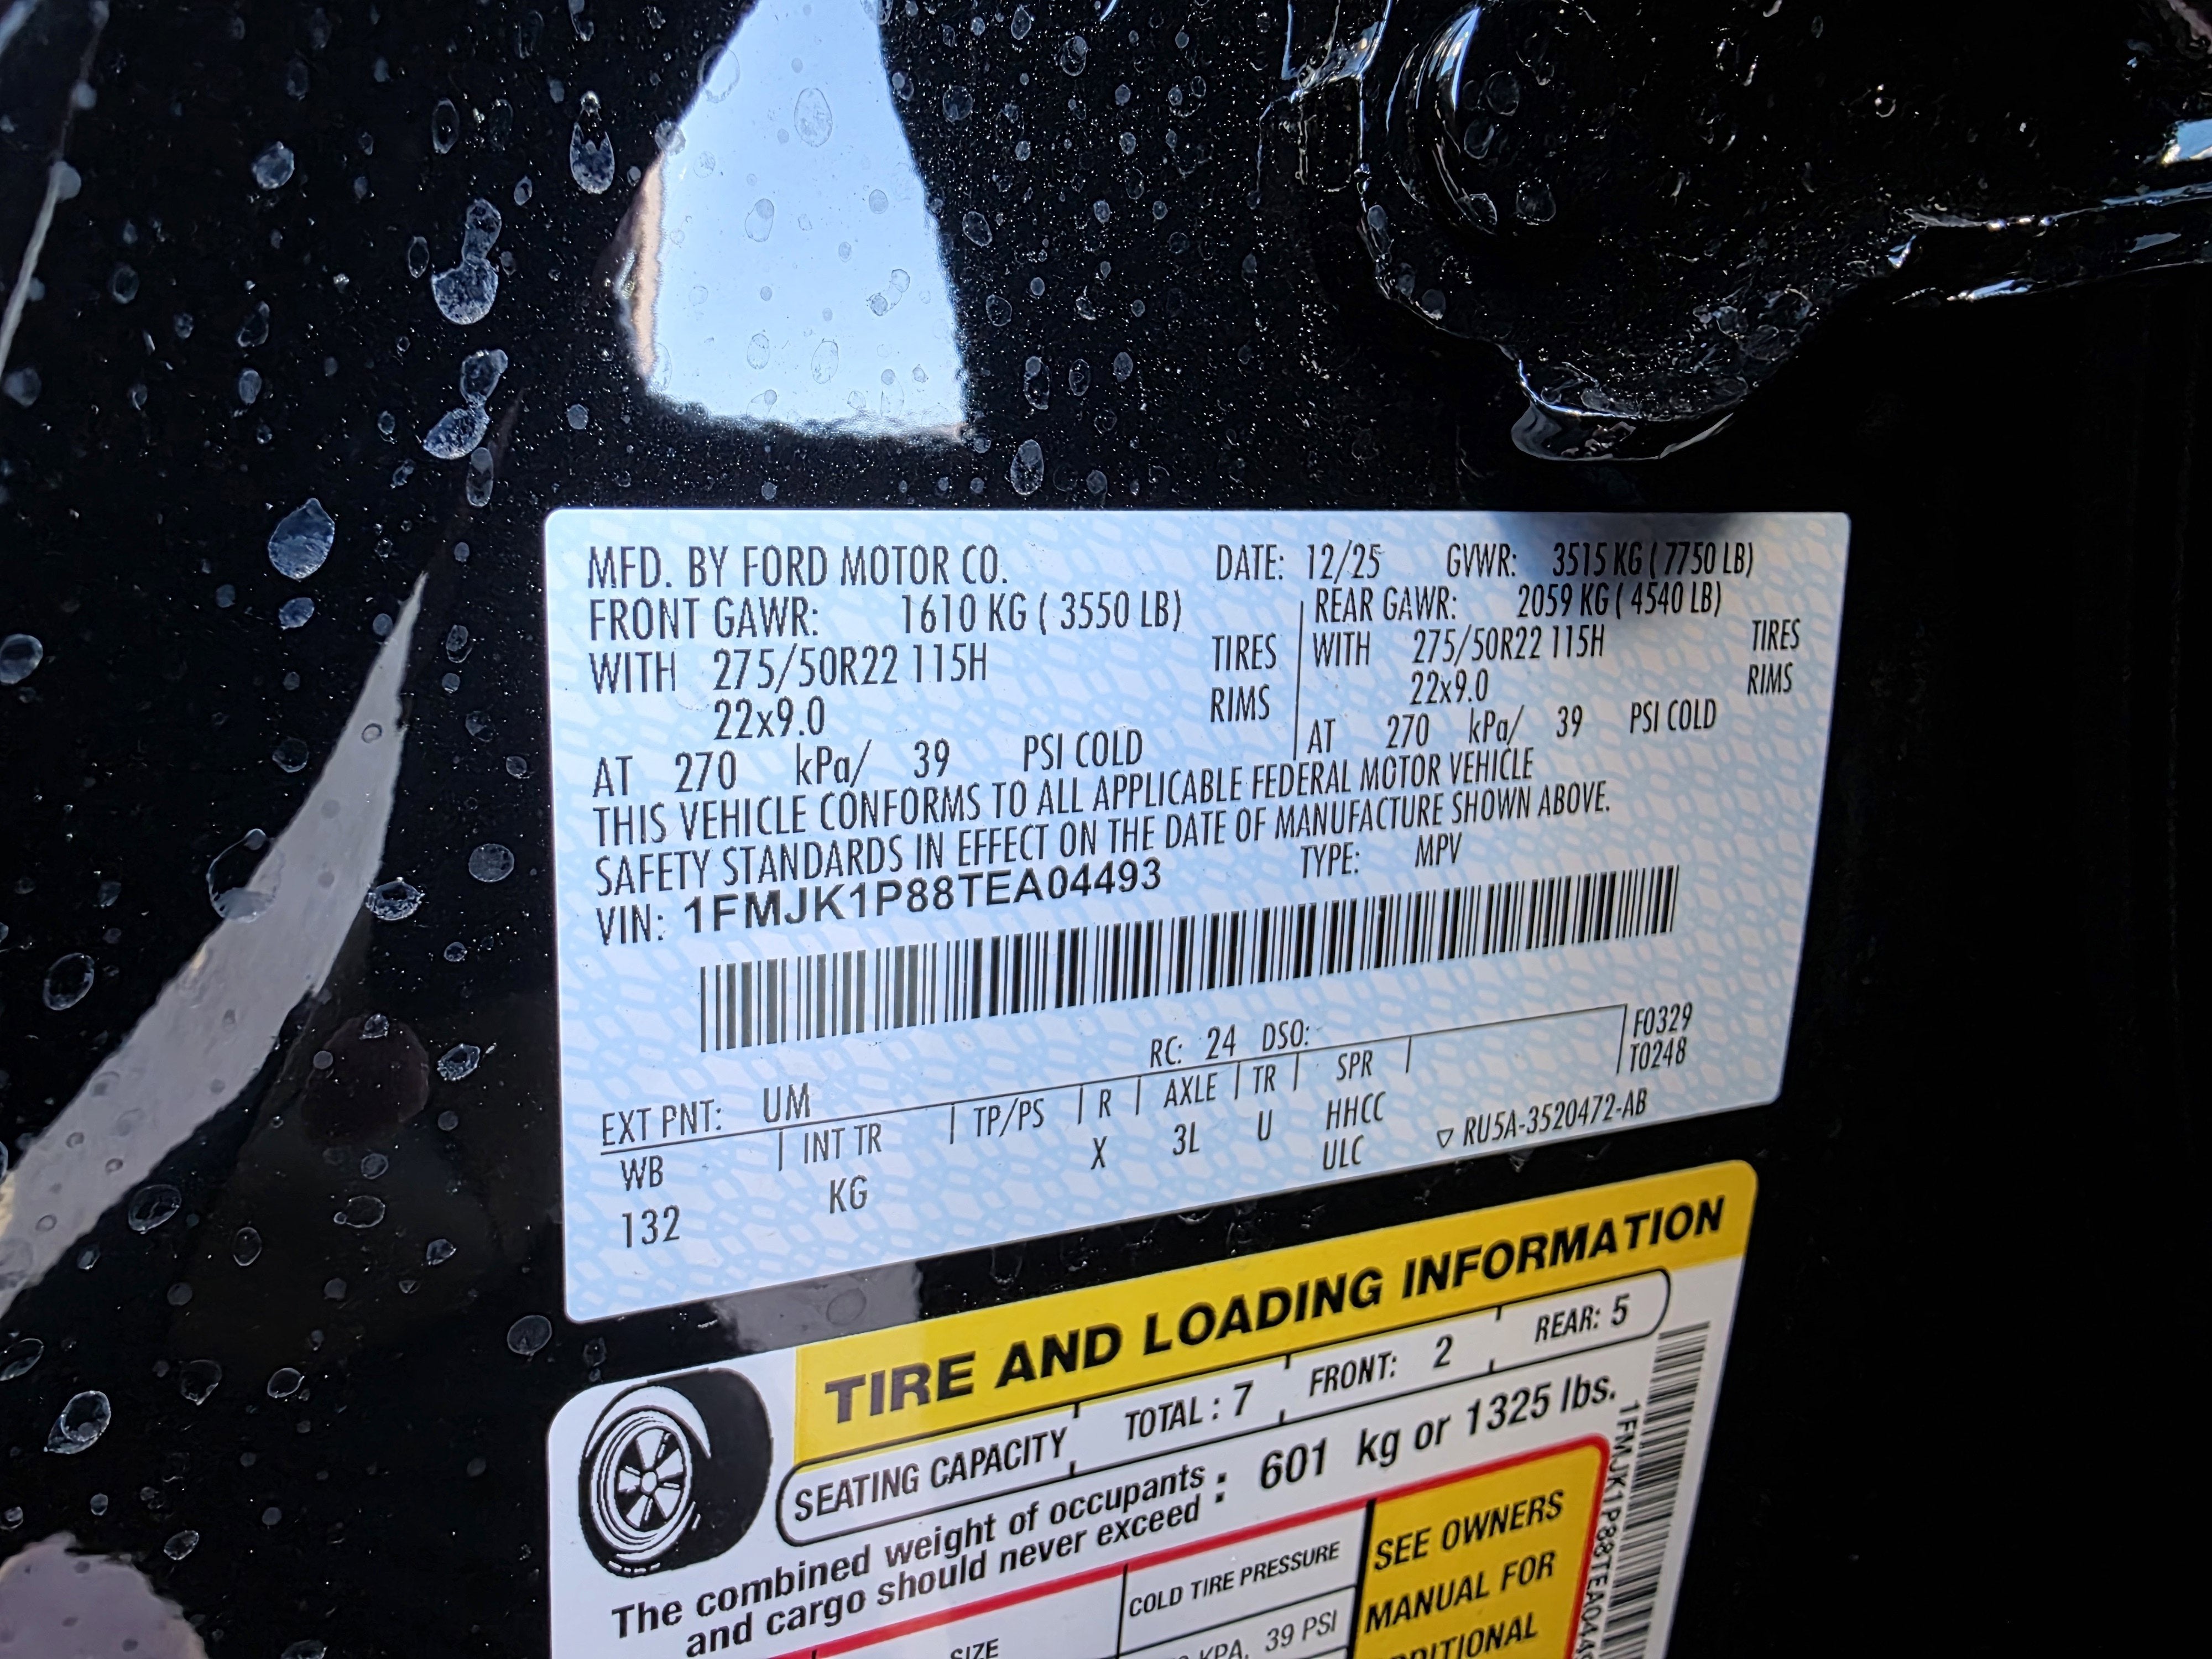 MFD. BY FORD MOTOR CO. DATE: 12/25 GVWR: 3515 KG ( 7750 LB)
FRONT GAWR: 1610 KG ( 3550 LB) REAR GAWR: 2059 KG ( 4540 LB)
WITH 275/50R22 115H TIRES WITH 275/50R22 115H TIRES
22x9.0 RIMS 22x9.0 RIMS
AT 270 kPa/ 39 PSI COLD AT 270 kPa/ 39 PSI COLD
THIS VEHICLE CONFORMS TO ALL APPLICABLE FEDERAL MOTOR VEHICLE
SAFETY STANDARDS IN EFFECT ON THE DATE OF MANUFACTURE SHOWN ABOVE.
VIN: 1FMJK1P88TEA04493 TYPE: MPV
F0329
T0248
EXT PNT: UM RC: 24 DSO:
WB INT TR TP/PS R AXLE TR SPR
132 KG X 3L U HHCC
ULC
▽ RU5A-3520472-AB
TIRE AND LOADING INFORMATION
SEATING CAPACITY TOTAL : 7 FRONT: 2 REAR: 5
The combined weight of occupants
and cargo should never exceed : 601 kg or 1325 lbs.
SIZE COLD TIRE PRESSURE
KPA, 39 PSI
SEE OWNERS
MANUAL FOR
1FMJK1P88TEA044